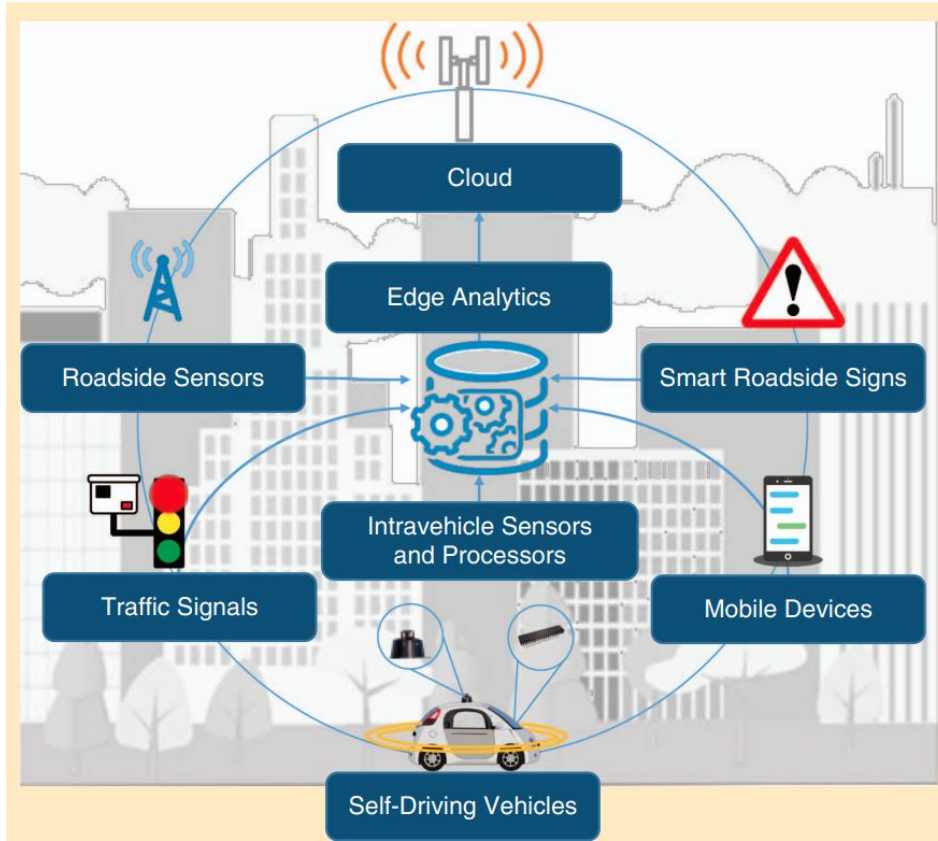 Cloud
Edge Analytics
Roadside Sensors
Smart Roadside Signs
Intravehicle Sensors
and Processors
Traffic Signals
Mobile Devices
Self-Driving Vehicles